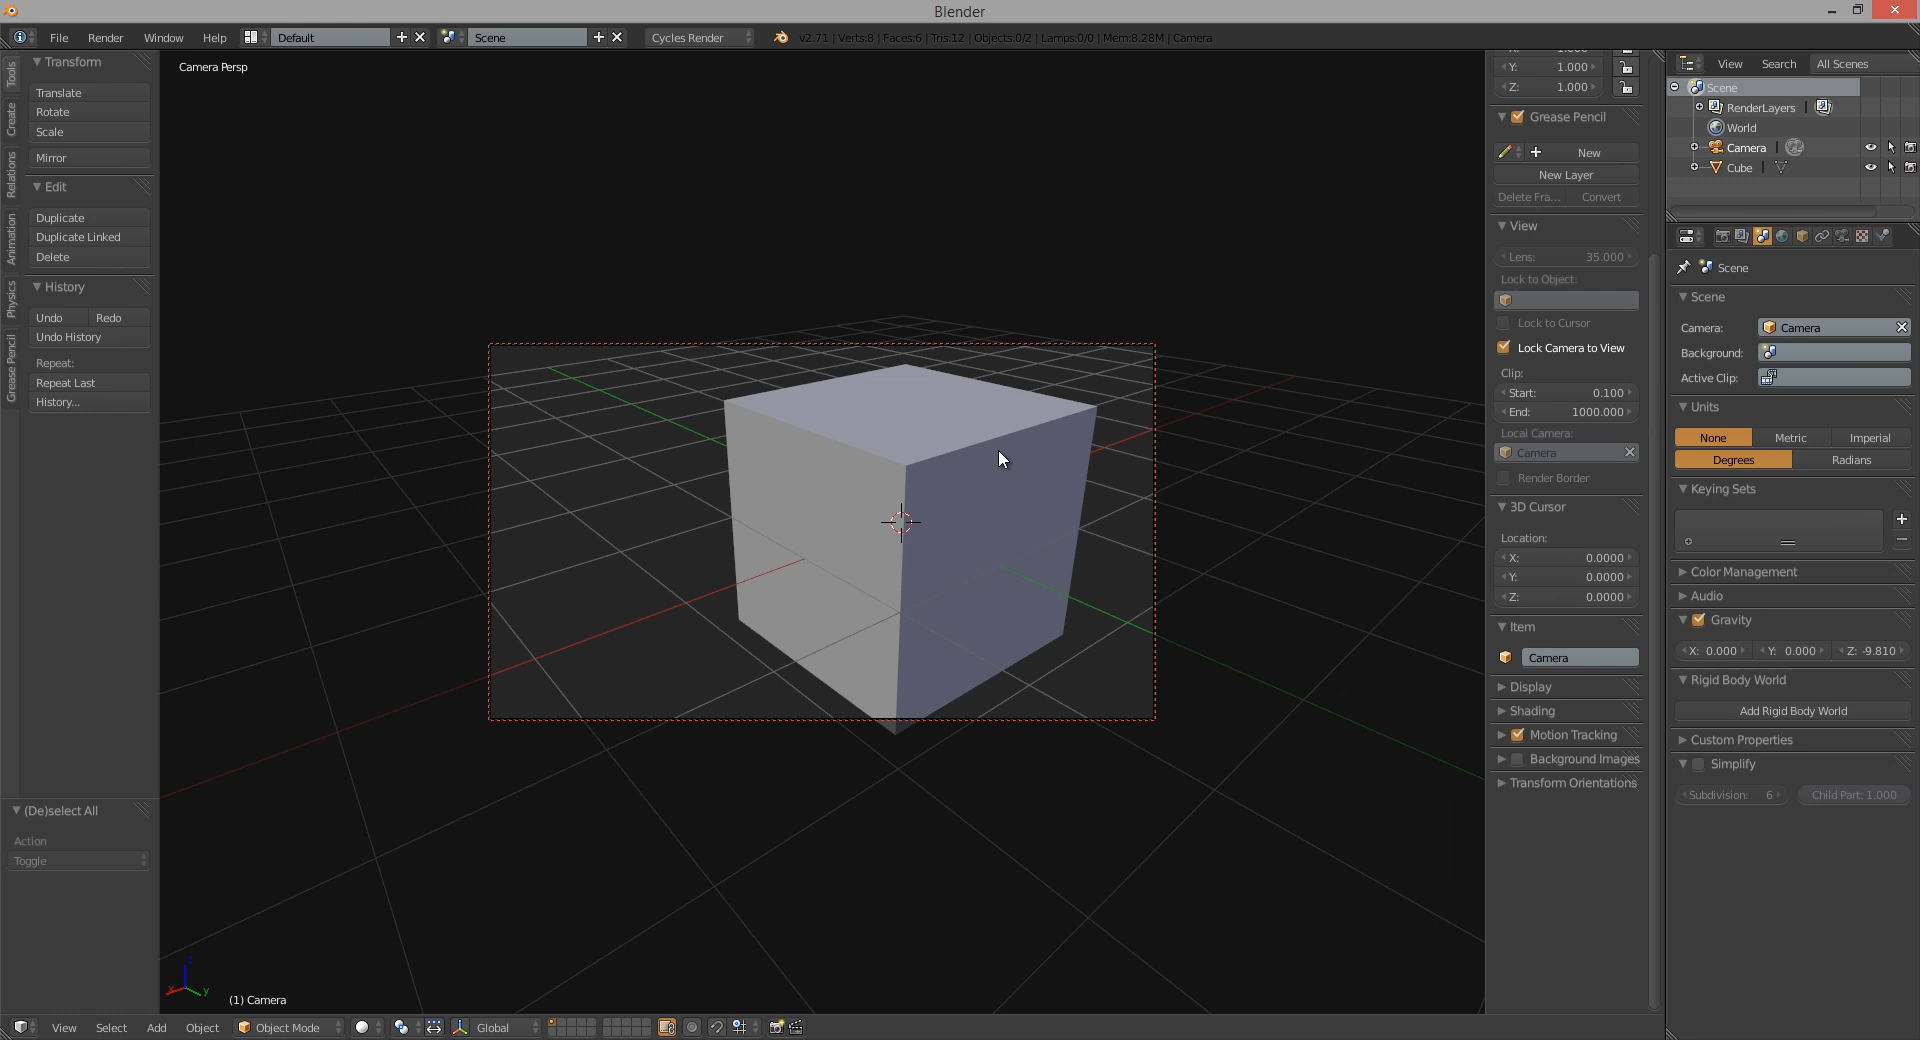 Blender
File Render Window Help Default Scene Cycles Render v2.71 | Verts:8 | Faces:6 | Tris:12 | Objects:0/2 | Lamps:0/0 | Mem:8.28M | Camera
Tools
Create
Relations
Animation
Physics
Grease Pencil
Transform
Translate
Rotate
Scale
Mirror
Edit
Duplicate
Duplicate Linked
Delete
History
Undo Redo
Undo History
Repeat:
Repeat Last
History...
(De)select All
Action
Toggle
Camera Persp
z
x
y
(1) Camera
View Select Add Object Object Mode Global
Y: 1.000
Z: 1.000
Grease Pencil
New
New Layer
Delete Fra... Convert
View
Lens: 35.000
Lock to Object:
Lock to Cursor
Lock Camera to View
Clip:
Start: 0.100
End: 1000.000
Local Camera:
Camera
Render Border
3D Cursor
Location:
X: 0.0000
Y: 0.0000
Z: 0.0000
Item
Camera
Display
Shading
Motion Tracking
Background Images
Transform Orientations
View Search All Scenes
Scene
RenderLayers
World
Camera
Cube
Scene
Scene
Camera: Camera
Background:
Active Clip:
Units
None Metric Imperial
Degrees Radians
Keying Sets
Color Management
Audio
Gravity
X: 0.000 Y: 0.000 Z: -9.810
Rigid Body World
Add Rigid Body World
Custom Properties
Simplify
Subdivision: 6 Child Part: 1.000